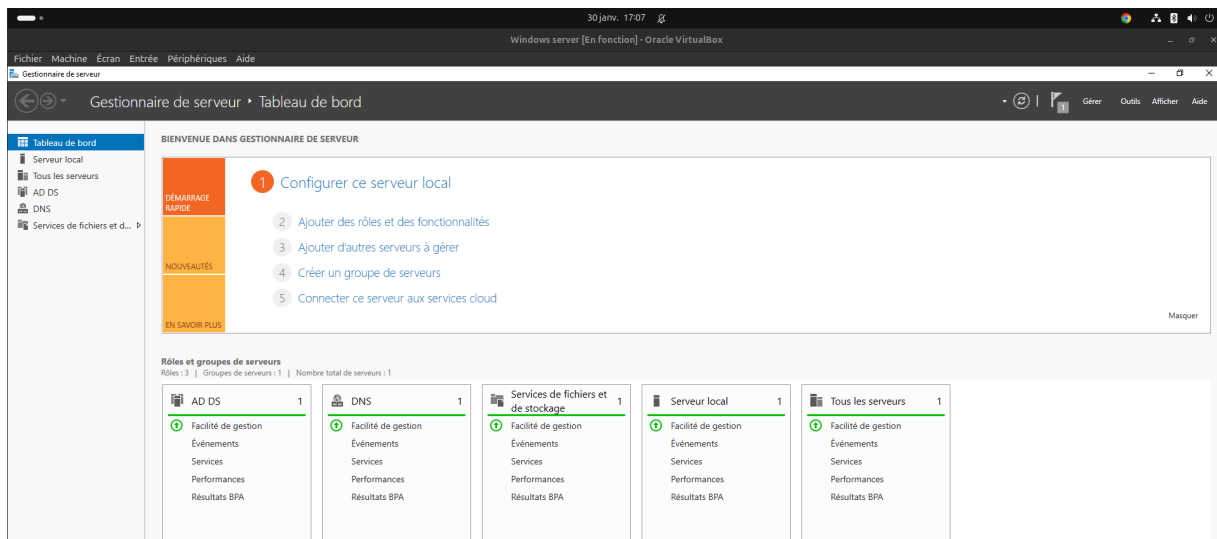 30 janv. 17:07
Windows server [En fonction] - Oracle VirtualBox
Fichier Machine Écran Entrée Périphériques Aide
Gestionnaire de serveur
Gestionnaire de serveur • Tableau de bord
1
Gérer Outils Afficher Aide
Tableau de bord
Serveur local
Tous les serveurs
AD DS
DNS
Services de fichiers et d...
BIENVENUE DANS GESTIONNAIRE DE SERVEUR
DÉMARRAGE
RAPIDE
NOUVEAUTÉS
EN SAVOIR PLUS
1 Configurer ce serveur local
2 Ajouter des rôles et des fonctionnalités
3 Ajouter d'autres serveurs à gérer
4 Créer un groupe de serveurs
5 Connecter ce serveur aux services cloud
Masquer
Rôles et groupes de serveurs
Rôles : 3 | Groupes de serveurs : 1 | Nombre total de serveurs : 1
AD DS 1
Facilité de gestion
Événements
Services
Performances
Résultats BPA
DNS 1
Facilité de gestion
Événements
Services
Performances
Résultats BPA
Services de fichiers et
de stockage 1
Facilité de gestion
Événements
Services
Performances
Résultats BPA
Serveur local 1
Facilité de gestion
Événements
Services
Performances
Résultats BPA
Tous les serveurs 1
Facilité de gestion
Événements
Services
Performances
Résultats BPA